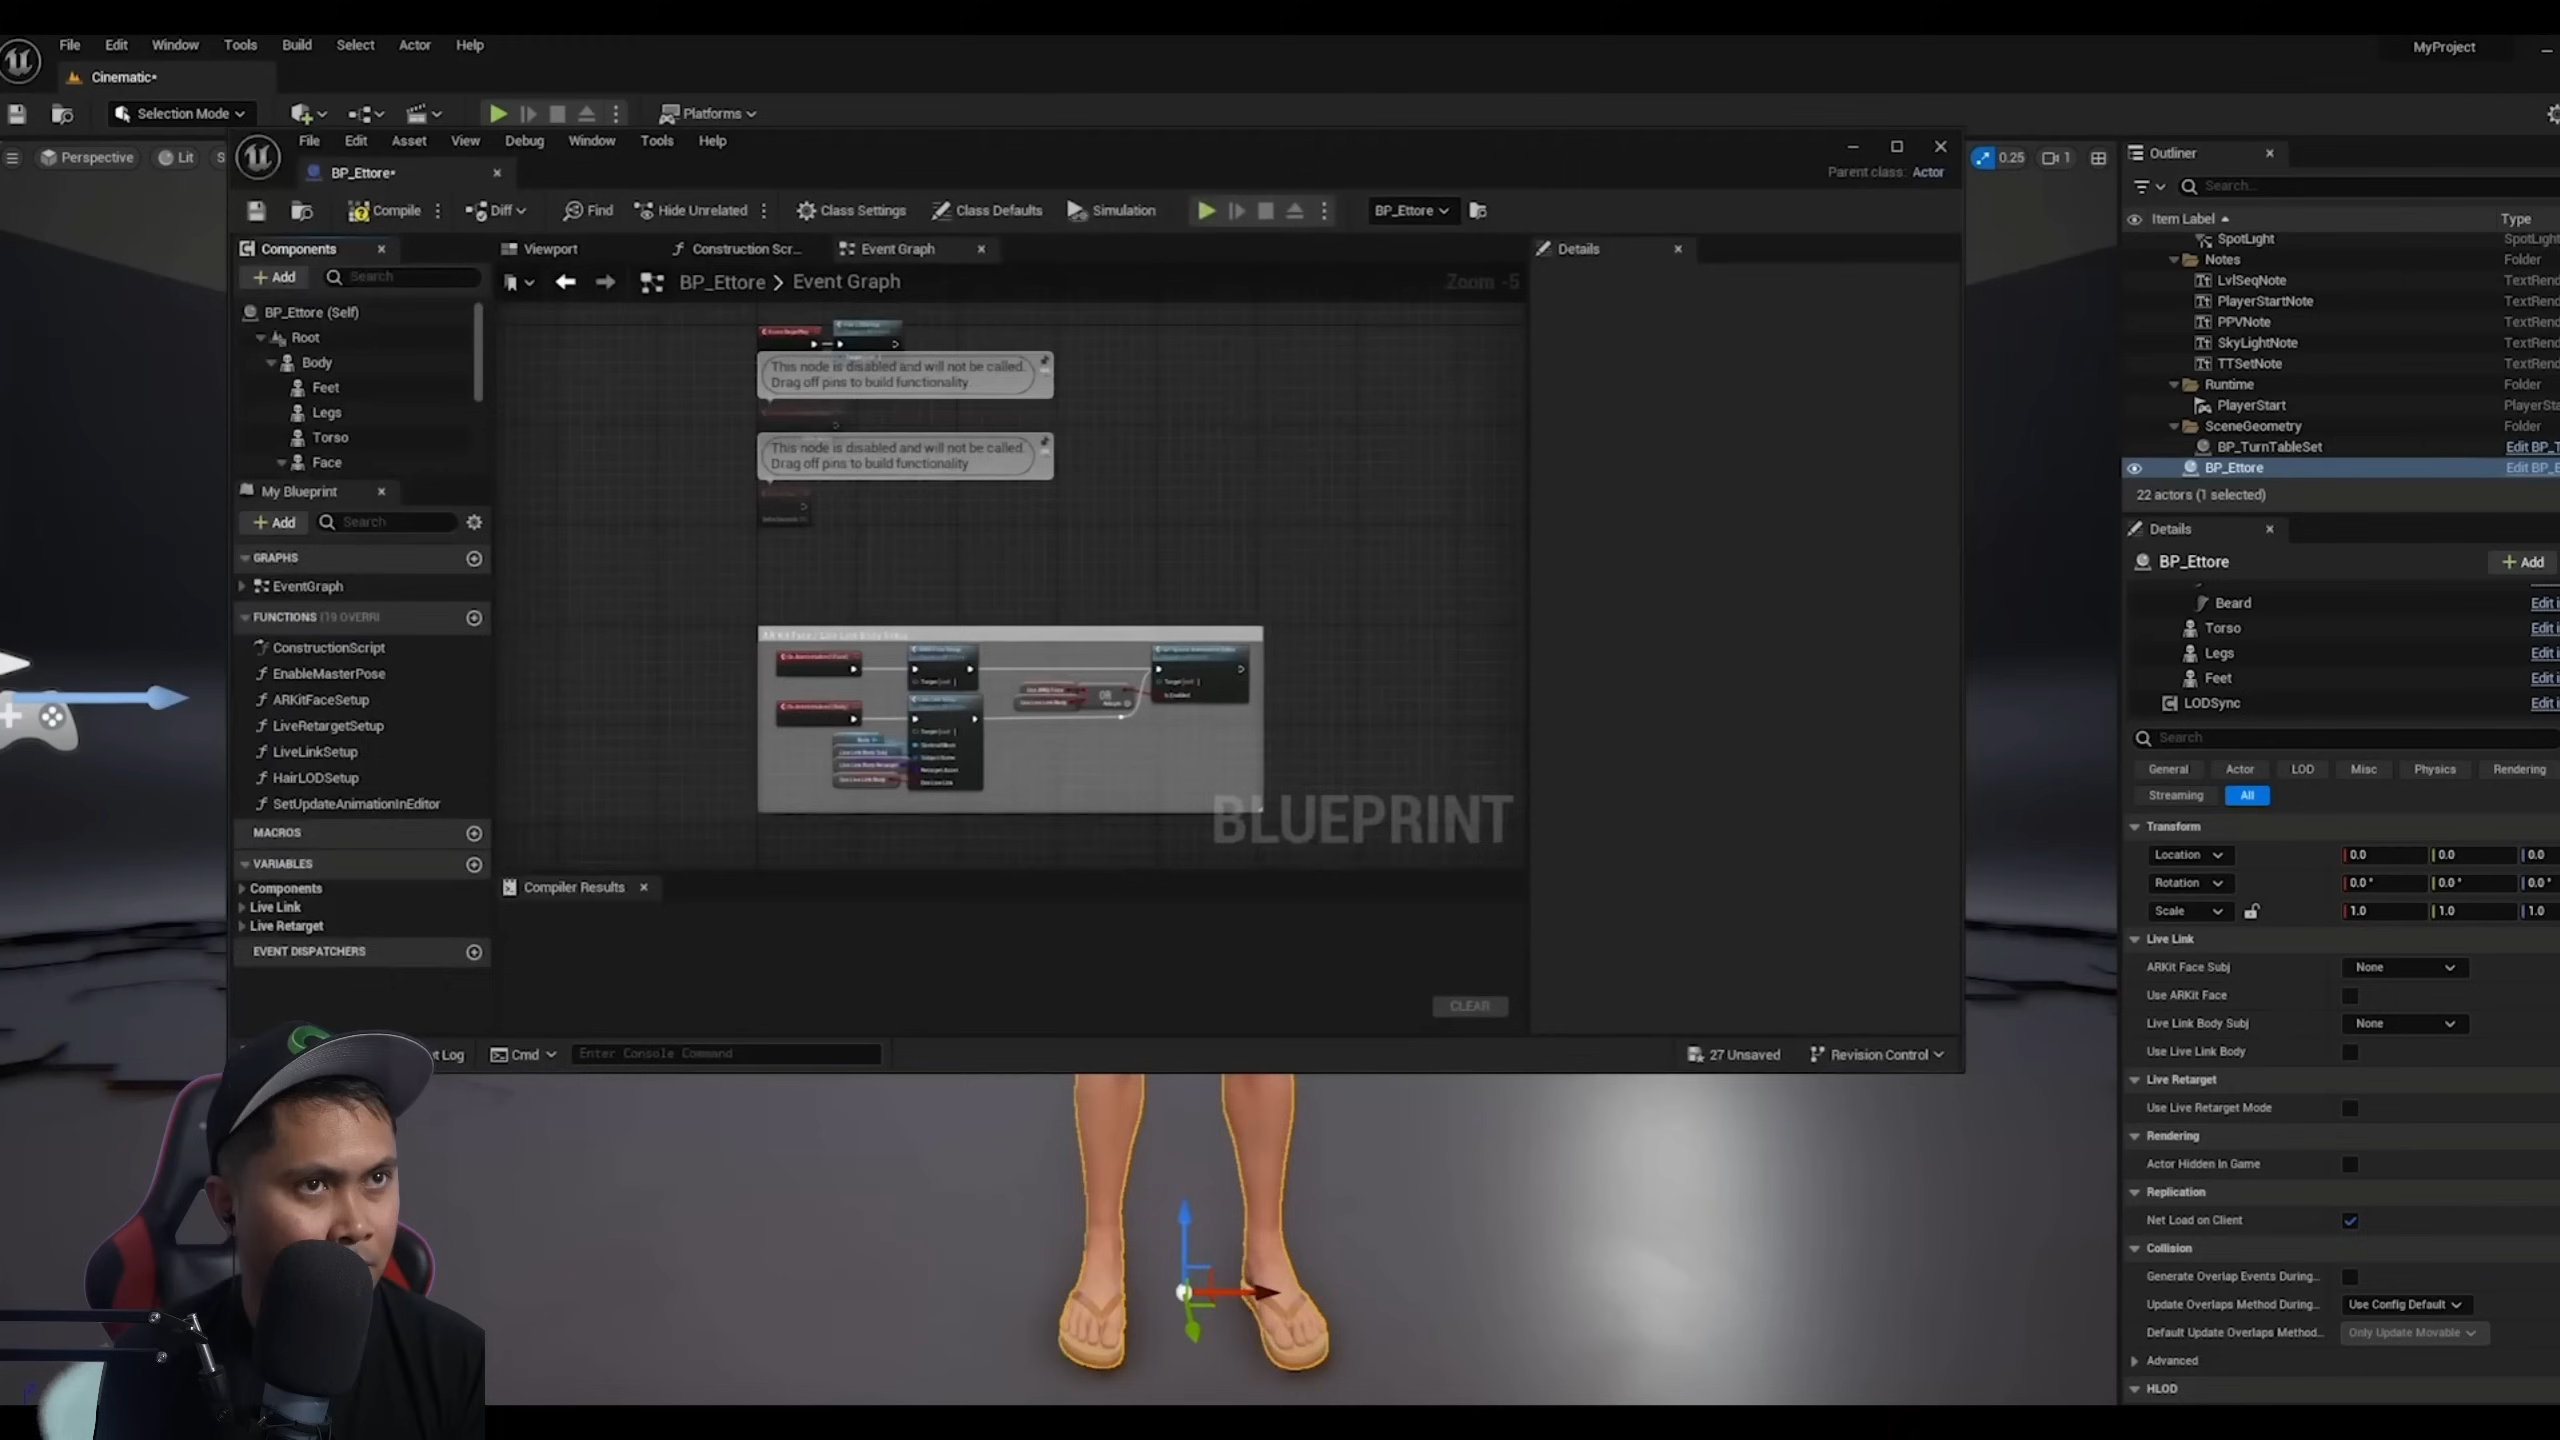 File Edit Window Tools Build Select Actor Help
MyProject
Cinematic*
Selection Mode
Platforms
Perspective
Lit
S
File Edit Asset View Debug Window Tools Help
BP_Ettore*
Parent class: Actor
Compile
Diff
Find
Hide Unrelated
Class Settings
Class Defaults
Simulation
BP_Ettore
Components
Add
Search
BP_Ettore (Self)
Root
Body
Feet
Legs
Torso
Face
My Blueprint
Add
Search
GRAPHS
EventGraph
FUNCTIONS (19 OVERRI
ConstructionScript
EnableMasterPose
ARKitFaceSetup
LiveRetargetSetup
LiveLinkSetup
HairLODSetup
SetUpdateAnimationInEditor
MACROS
VARIABLES
Components
Live Link
Live Retarget
EVENT DISPATCHERS
Viewport
Construction Scr...
Event Graph
BP_Ettore > Event Graph
Zoom -5
This node is disabled and will not be called.
Drag off pins to build functionality
This node is disabled and will not be called.
Drag off pins to build functionality
OR
BLUEPRINT
Compiler Results
CLEAR
Details
t Log
Cmd
Enter Console Command
27 Unsaved
Revision Control
0.25
1
Outliner
Search...
Item Label
Type
SpotLight
SpotLight
Notes
Folder
LvlSeqNote
TextRend
PlayerStartNote
TextRend
PPVNote
TextRend
SkyLightNote
TextRend
TTSetNote
TextRend
Runtime
Folder
PlayerStart
PlayerSta
SceneGeometry
Folder
BP_TurnTableSet
Edit BP_T
BP_Ettore
Edit BP_E
22 actors (1 selected)
Details
BP_Ettore
Add
Beard
Edit i
Torso
Edit i
Legs
Edit i
Feet
Edit i
LODSync
Edit i
Search
General Actor LOD Misc Physics Rendering
Streaming All
Transform
Location 0.0 0.0 0.0
Rotation 0.0° 0.0° 0.0°
Scale 1.0 1.0 1.0
Live Link
ARKit Face Subj None
Use ARKit Face
Live Link Body Subj None
Use Live Link Body
Live Retarget
Use Live Retarget Mode
Rendering
Actor Hidden In Game
Replication
Net Load on Client
Collision
Generate Overlap Events During...
Update Overlaps Method During... Use Config Default
Default Update Overlaps Method... Only Update Movable
Advanced
HLOD